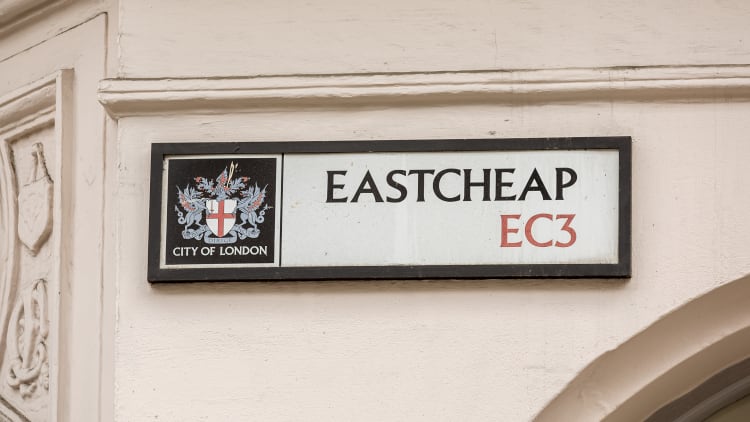 EASTCHEAP
EC3
CITY OF LONDON